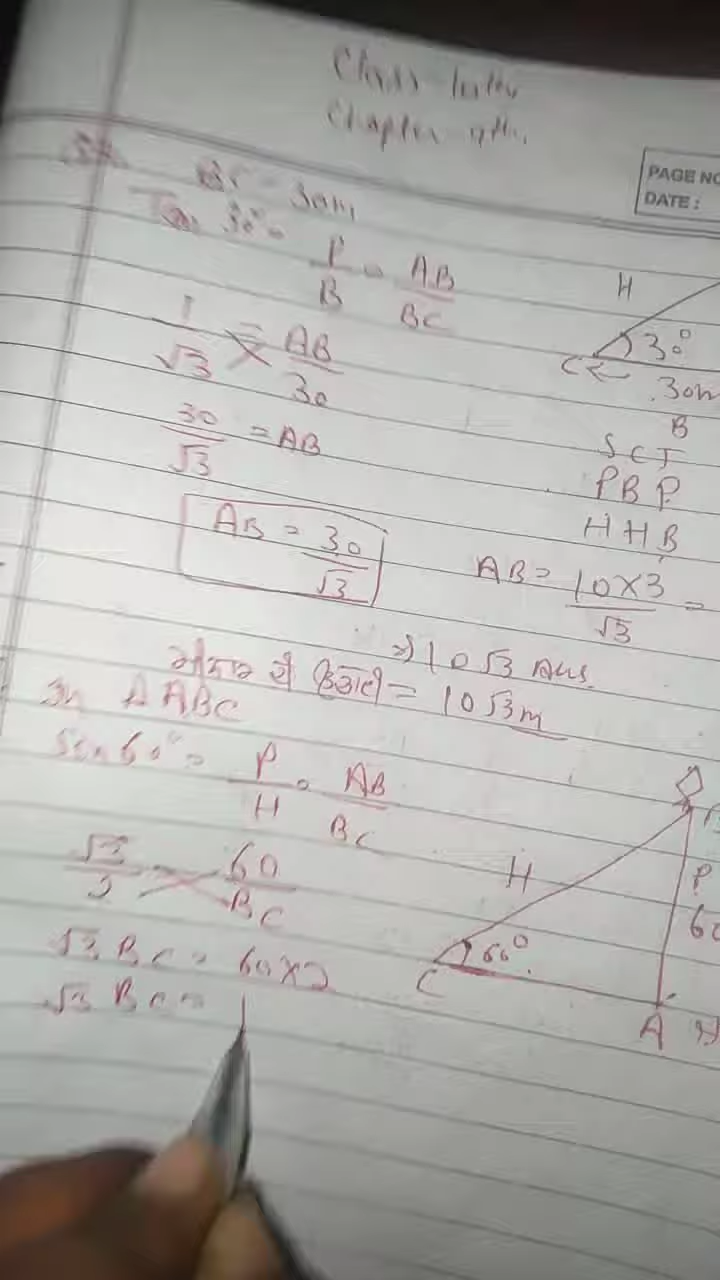 Class 10th
Chapter 9th.
PAGE NO
DATE :
BC = 30m
Tan 30° =
P/B = AB/BC
1/√3 = AB/30
30/√3 = AB
AB = 30/√3
H
30°
C ← 30m
B
S C T
P B P
H H B
AB = 10×3/√3 =
⇒ 10√3 Ans.
मीनार की ऊंचाई = 10√3m
In Δ ABC
Sin 60° = P/H = AB/BC
√3/2 = 60/BC
√3 BC = 60×2
√3 BC =
H
60°
C
P
A